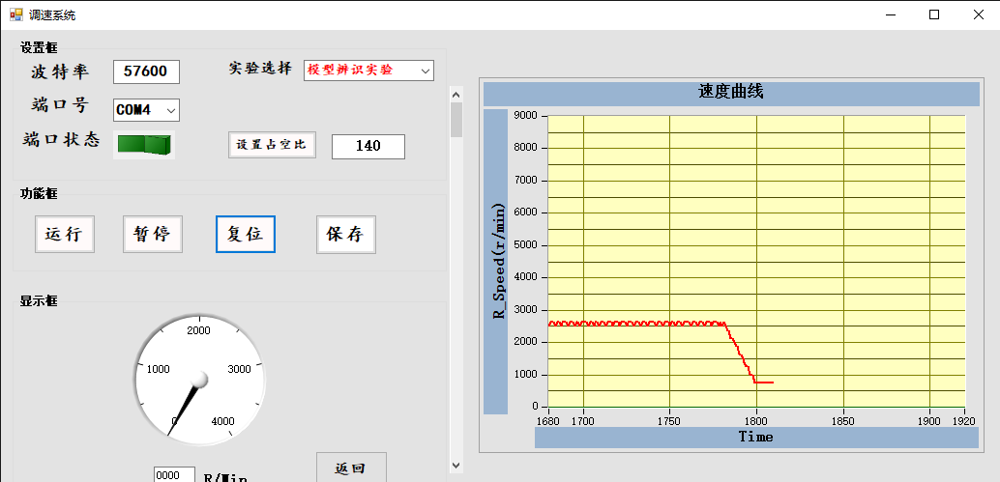 调速系统
设置框
波特率 57600 实验选择 模型辨识实验
端口号 COM4
端口状态 设置占空比 140
功能框
运行 暂停 复位 保存
显示框
2000
1000 3000
0 4000
0000 R/Min
返回
速度曲线
R_Speed(r/min)
9000
8000
7000
6000
5000
4000
3000
2000
1000
0
1680 1700 1750 1800 1850 1900 1920
Time